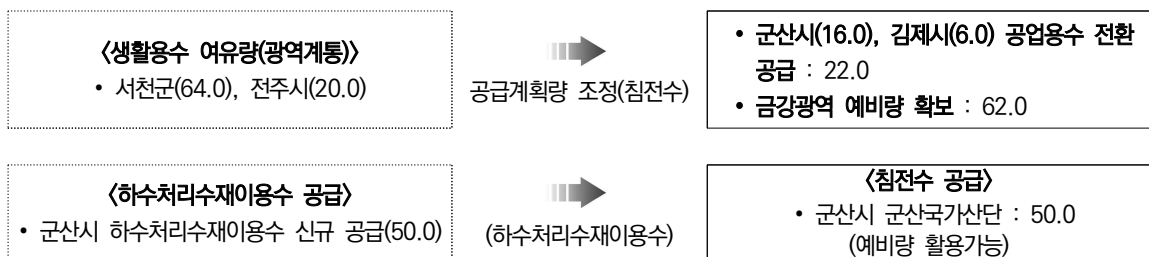 〈생활용수 여유량(광역계통)〉
• 서천군(64.0), 전주시(20.0)
공급계획량 조정(침전수)
• 군산시(16.0), 김제시(6.0) 공업용수 전환
공급 : 22.0
• 금강광역 예비량 확보 : 62.0
〈하수처리수재이용수 공급〉
• 군산시 하수처리수재이용수 신규 공급(50.0)
(하수처리수재이용수)
〈침전수 공급〉
• 군산시 군산국가산단 : 50.0
(예비량 활용가능)